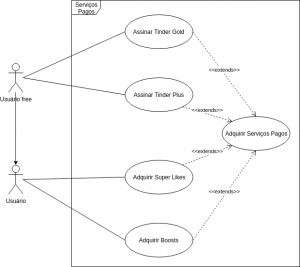 Serviços
Pagos
Assinar Tinder Gold
<<extends>>
Usuário free
Assinar Tinder Plus
<<extends>>
Adquirir Serviços Pagos
<<extends>>
Adquirir Super Likes
<<extends>>
Usuário
Adquirir Boosts